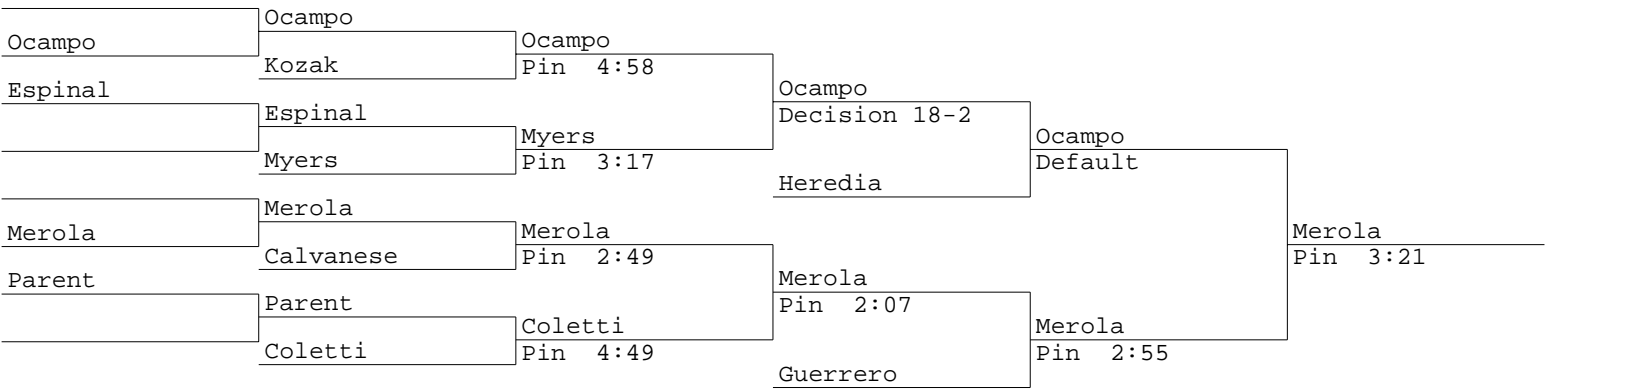 Ocampo
Ocampo
Ocampo
Kozak
Pin 4:58
Espinal
Ocampo
Espinal
Decision 18-2
Myers
Ocampo
Myers
Pin 3:17
Default
Heredia
Merola
Merola
Merola
Merola
Calvanese
Pin 2:49
Pin 3:21
Parent
Merola
Parent
Pin 2:07
Coletti
Merola
Coletti
Pin 4:49
Pin 2:55
Guerrero